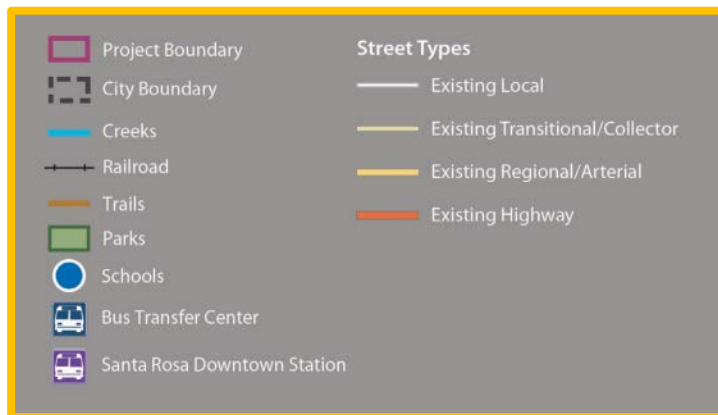 Project Boundary
City Boundary
Creeks
Railroad
Trails
Parks
Schools
Bus Transfer Center
Santa Rosa Downtown Station
Street Types
Existing Local
Existing Transitional/Collector
Existing Regional/Arterial
Existing Highway